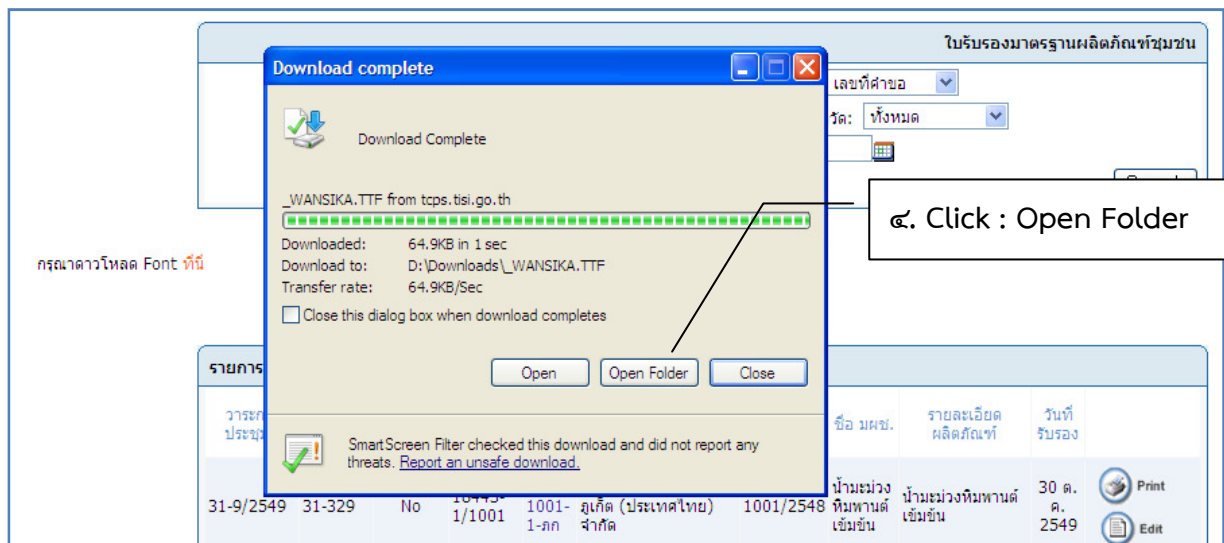 ใบรับรองมาตรฐานผลิตภัณฑ์ชุมชน
Download complete
เลขที่คำขอ
วัด: ทั้งหมด
Download Complete
_WANSIKA.TTF from tcps.tisi.go.th
๔. Click : Open Folder
Downloaded: 64.9KB in 1 sec
Download to: D:\Downloads\_WANSIKA.TTF
Transfer rate: 64.9KB/Sec
กรุณาดาวโหลด Font ที่นี่
Close this dialog box when download completes
Open Open Folder Close
รายการ
วาระก
ประชุ
ชื่อ มผช.
รายละเอียด
ผลิตภัณฑ์
วันที่
รับรอง
SmartScreen Filter checked this download and did not report any
threats. Report an unsafe download.
31-9/2549 31-329 No
1/1001
1001-
1-ภก
ภูเก็ต (ประเทศไทย)
จำกัด
1001/2548
น้ำมะม่วง
หิมพานต์
เข้มข้น
น้ำมะม่วงหิมพานต์
เข้มข้น
30 ต.
ค.
2549
Print
Edit